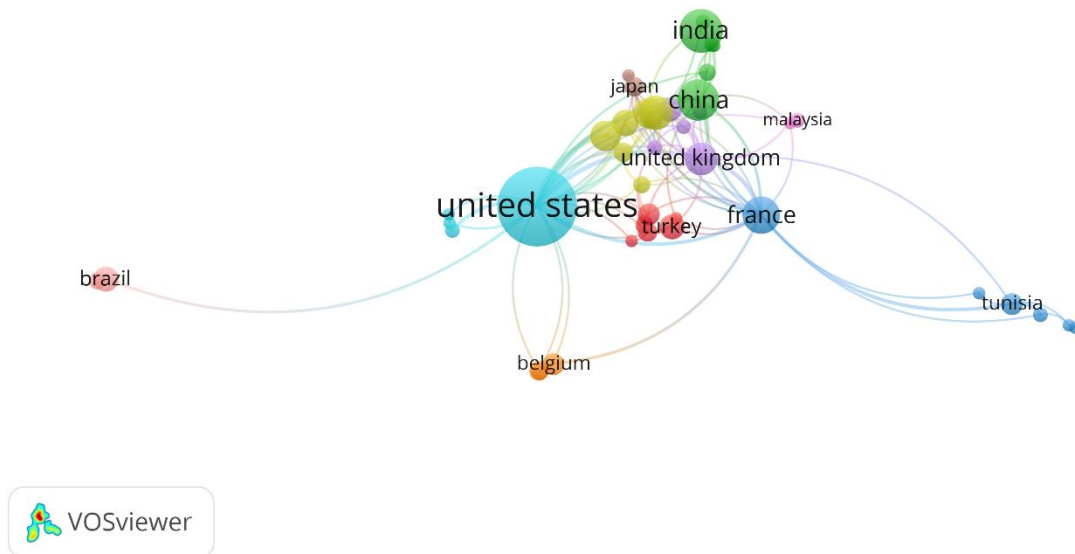 india
japan
china
malaysia
united kingdom
united states
france
turkey
brazil
tunisia
belgium
VOSviewer